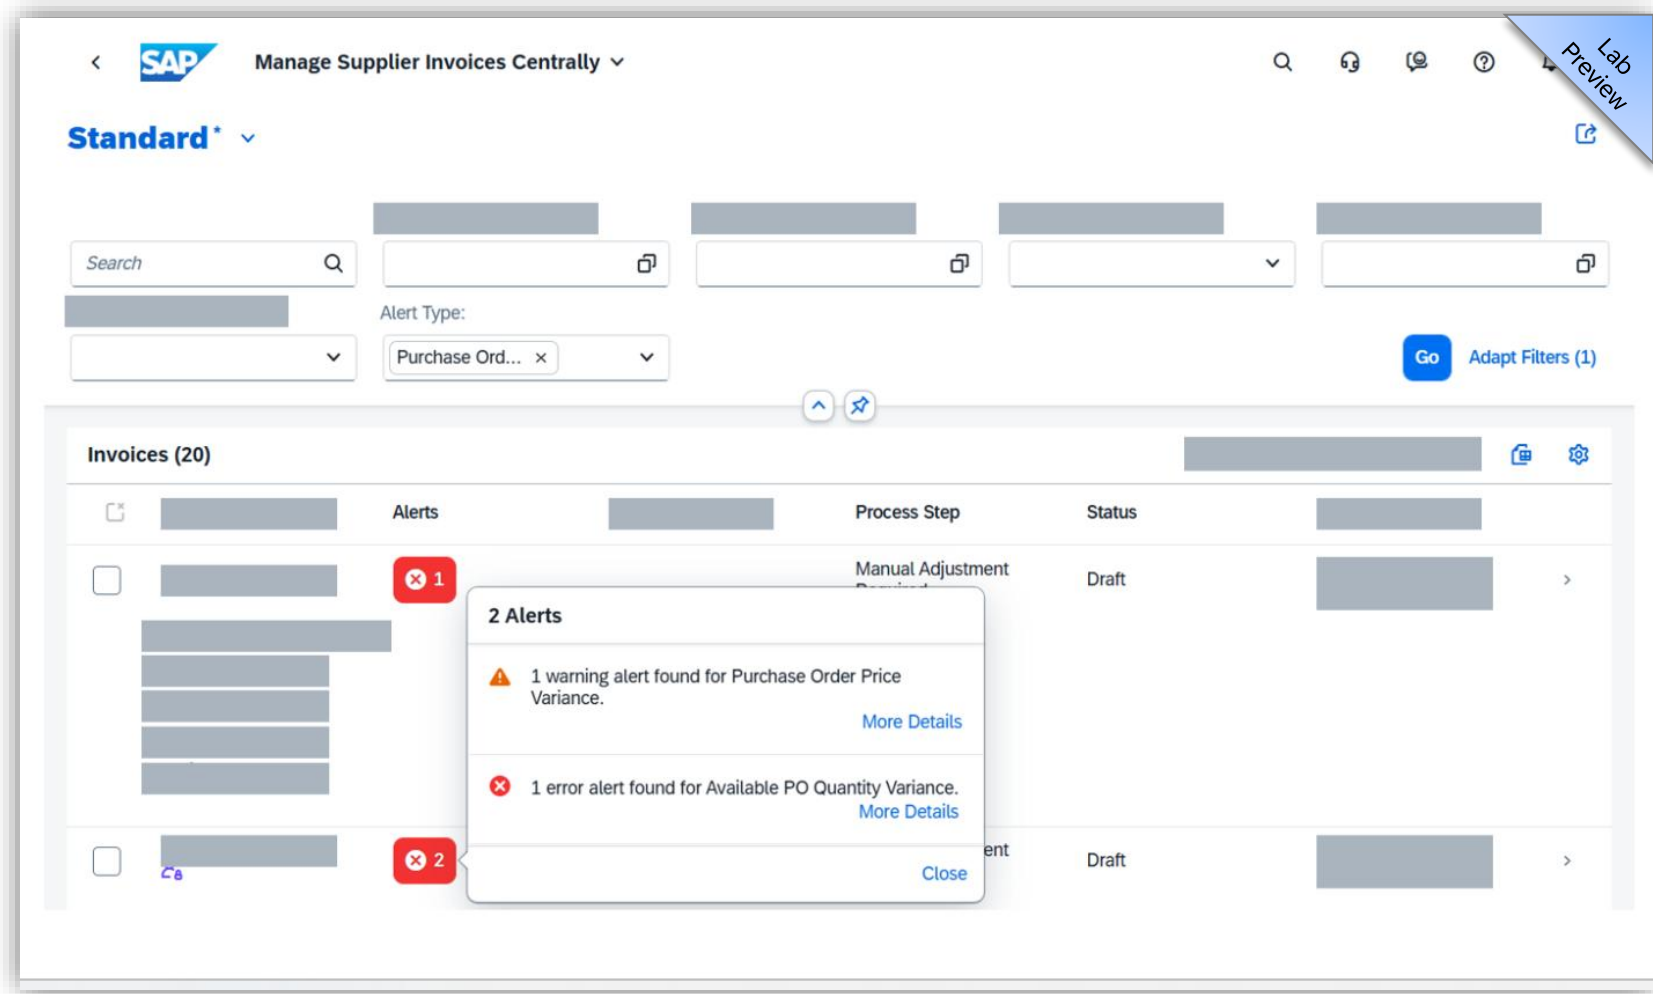 SAP
Manage Supplier Invoices Centrally
Lab
Preview
Standard*
Search
Alert Type:
Purchase Ord...
Go
Adapt Filters (1)
Invoices (20)
Alerts
Process Step
Status
1
Manual Adjustment
Draft
2 Alerts
1 warning alert found for Purchase Order Price
Variance.
More Details
1 error alert found for Available PO Quantity Variance.
More Details
2
ent
Draft
Close